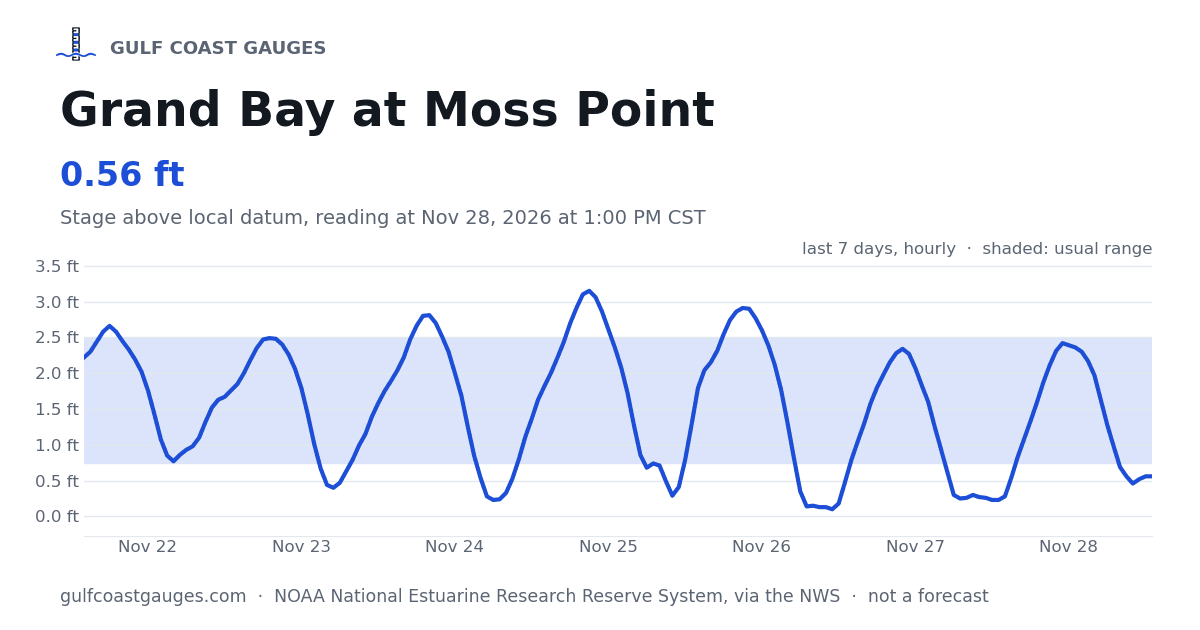 GULF COAST GAUGES
Grand Bay at Moss Point
0.56 ft
Stage above local datum, reading at Nov 28, 2026 at 1:00 PM CST
last 7 days, hourly · shaded: usual range
3.5 ft
3.0 ft
2.5 ft
2.0 ft
1.5 ft
1.0 ft
0.5 ft
0.0 ft
Nov 22 Nov 23 Nov 24 Nov 25 Nov 26 Nov 27 Nov 28
gulfcoastgauges.com · NOAA National Estuarine Research Reserve System, via the NWS · not a forecast